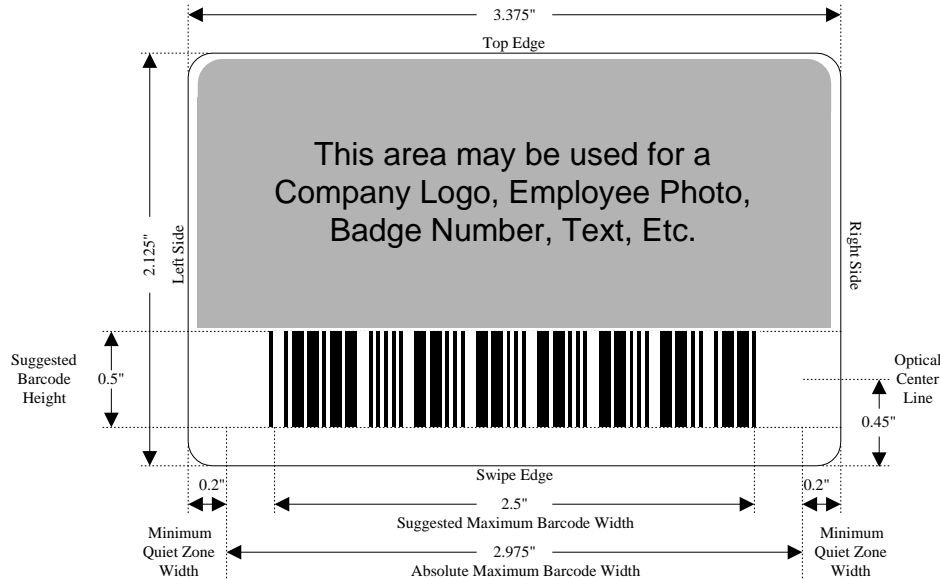 3.375"
Top Edge
This area may be used for a
Company Logo, Employee Photo,
Badge Number, Text, Etc.
2.125"
Left Side
Right Side
Suggested
Barcode
Height
0.5"
Optical
Center
Line
0.45"
Swipe Edge
0.2"
0.2"
2.5"
Suggested Maximum Barcode Width
Minimum
Quiet Zone
Width
2.975"
Absolute Maximum Barcode Width
Minimum
Quiet Zone
Width